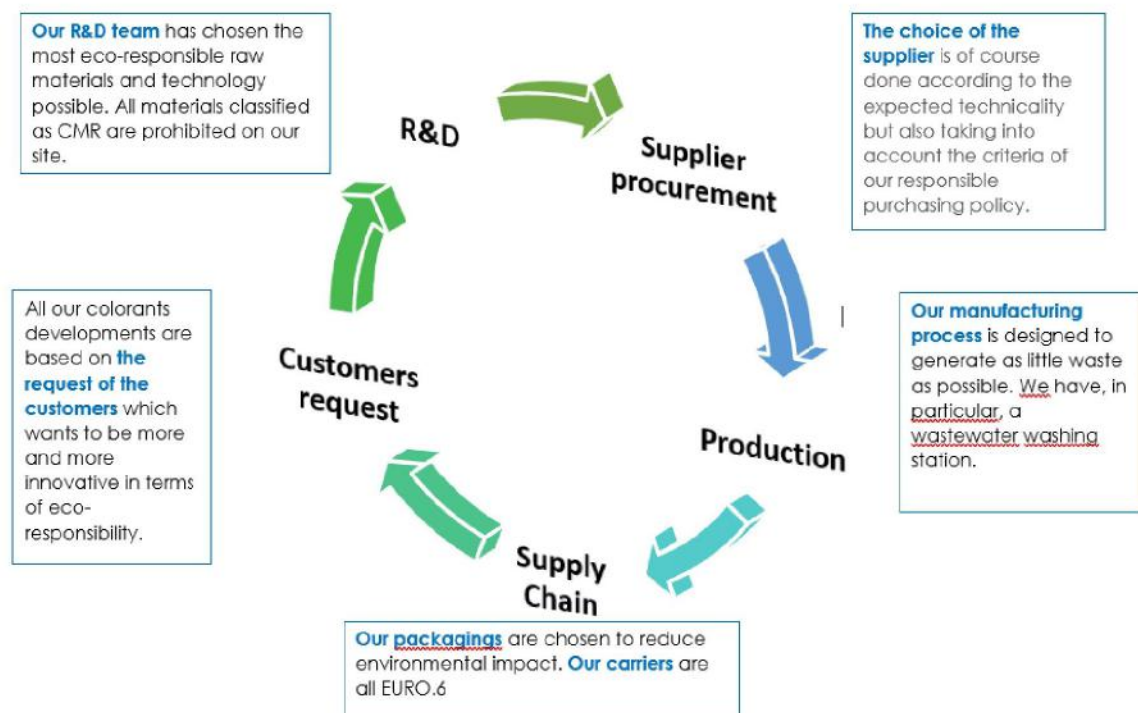 Our R&D team has chosen the
most eco-responsible raw
materials and technology
possible. All materials classified
as CMR are prohibited on our
site.
R&D
Supplier
procurement
The choice of the
supplier is of course
done according to the
expected technicality
but also taking into
account the criteria of
our responsible
purchasing policy.
All our colorants
developments are
based on the
request of the
customers which
wants to be more
and more
innovative in terms
of eco-
responsibility.
Customers
request
Production
Our manufacturing
process is designed to
generate as little waste
as possible. We have, in
particular, a
wastewater washing
station.
Supply
Chain
Our packagings are chosen to reduce
environmental impact. Our carriers are
all EURO.6